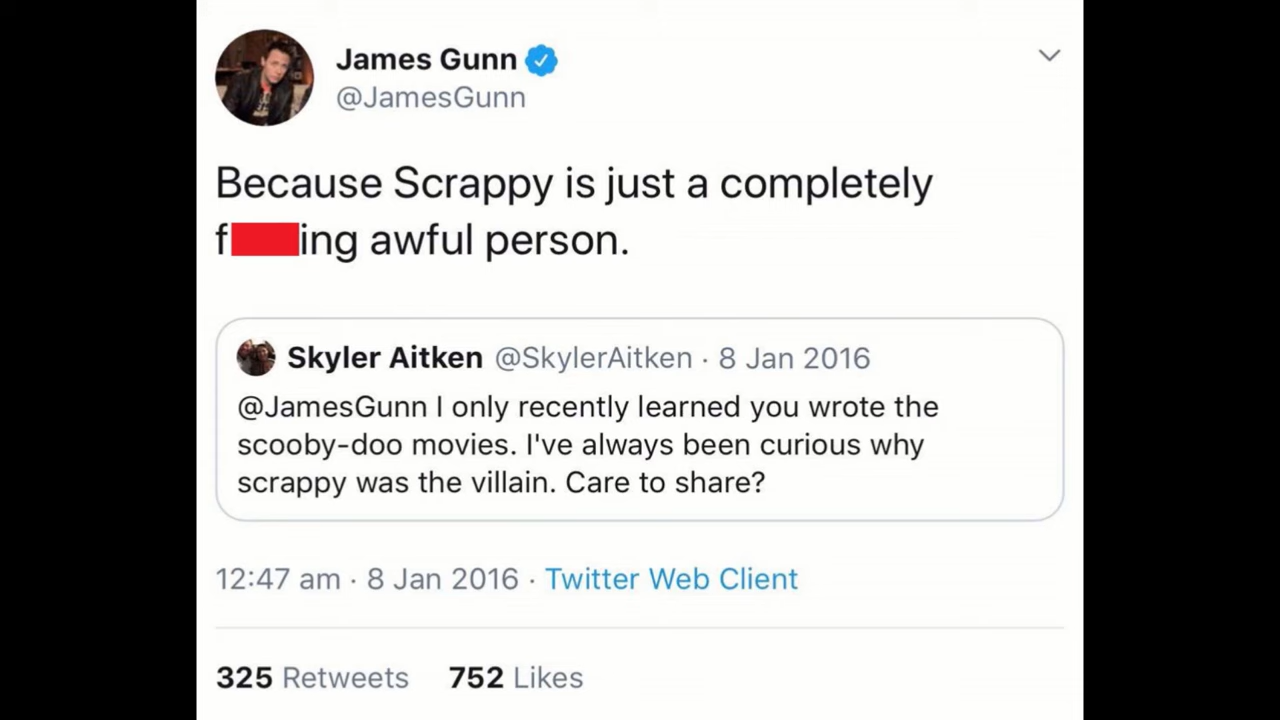 James Gunn
@JamesGunn
Because Scrappy is just a completely
f ing awful person.
Skyler Aitken @SkylerAitken · 8 Jan 2016
@JamesGunn I only recently learned you wrote the
scooby-doo movies. I've always been curious why
scrappy was the villain. Care to share?
12:47 am · 8 Jan 2016 · Twitter Web Client
325 Retweets 752 Likes